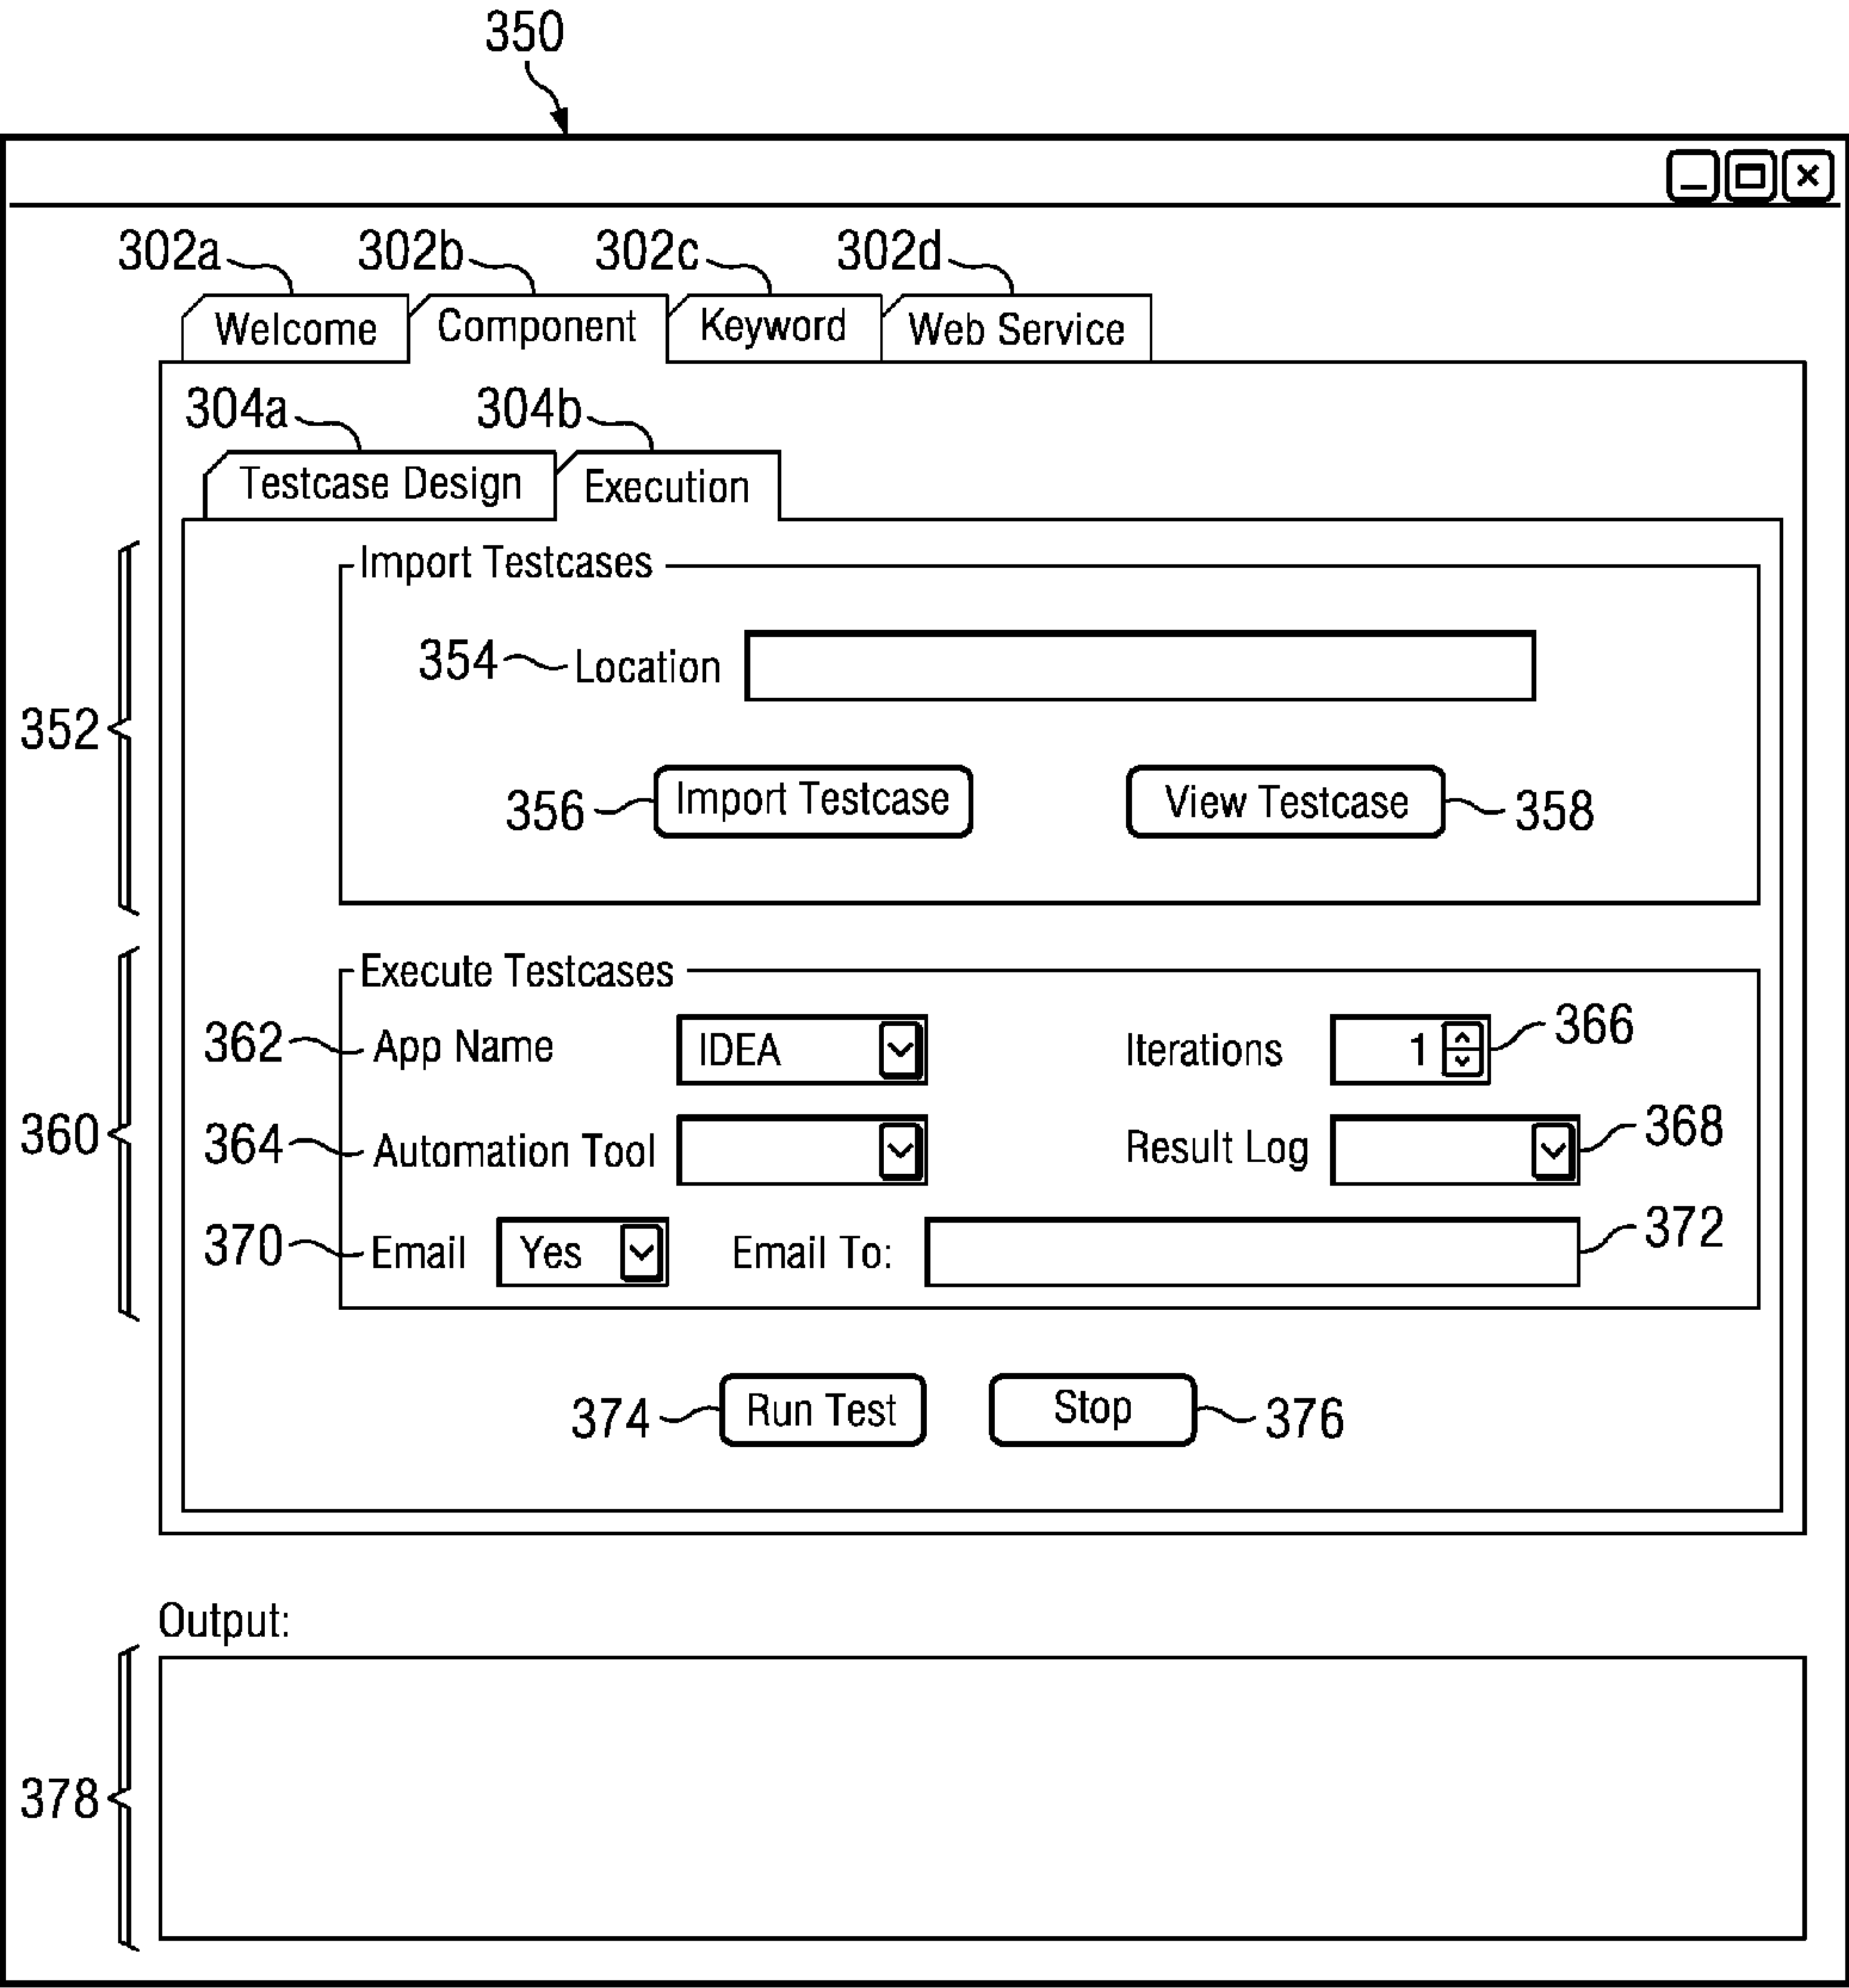 350
302a 302b 302c 302d
Welcome Component Keyword Web Service
304a 304b
Testcase Design Execution
Import Testcases
354 Location
352
356 Import Testcase View Testcase 358
Execute Testcases
362 App Name IDEA Iterations 1 366
360
364 Automation Tool Result Log 368
370 Email Yes Email To: 372
374 Run Test Stop 376
Output:
378